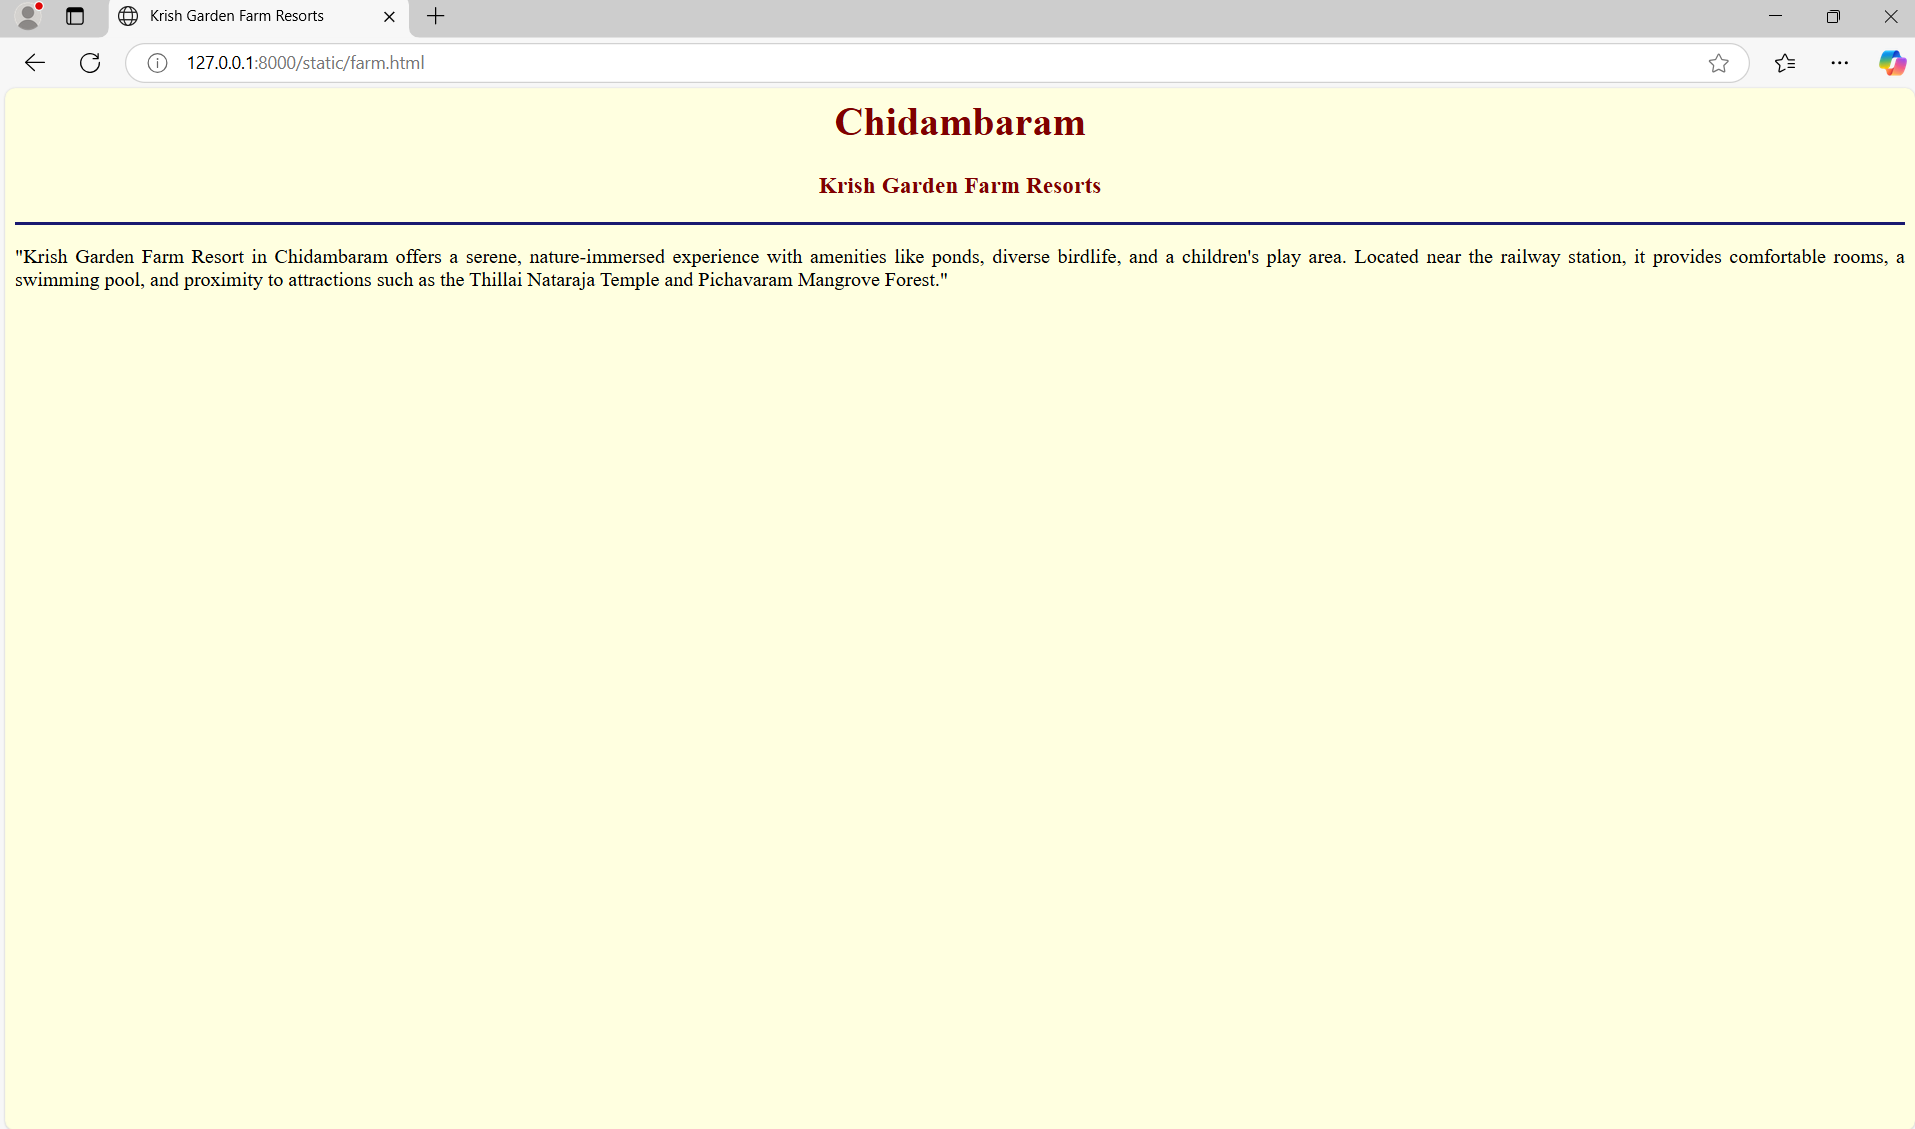 Krish Garden Farm Resorts
127.0.0.1:8000/static/farm.html
Chidambaram
Krish Garden Farm Resorts
"Krish Garden Farm Resort in Chidambaram offers a serene, nature-immersed experience with amenities like ponds, diverse birdlife, and a children's play area. Located near the railway station, it provides comfortable rooms, a
swimming pool, and proximity to attractions such as the Thillai Nataraja Temple and Pichavaram Mangrove Forest."